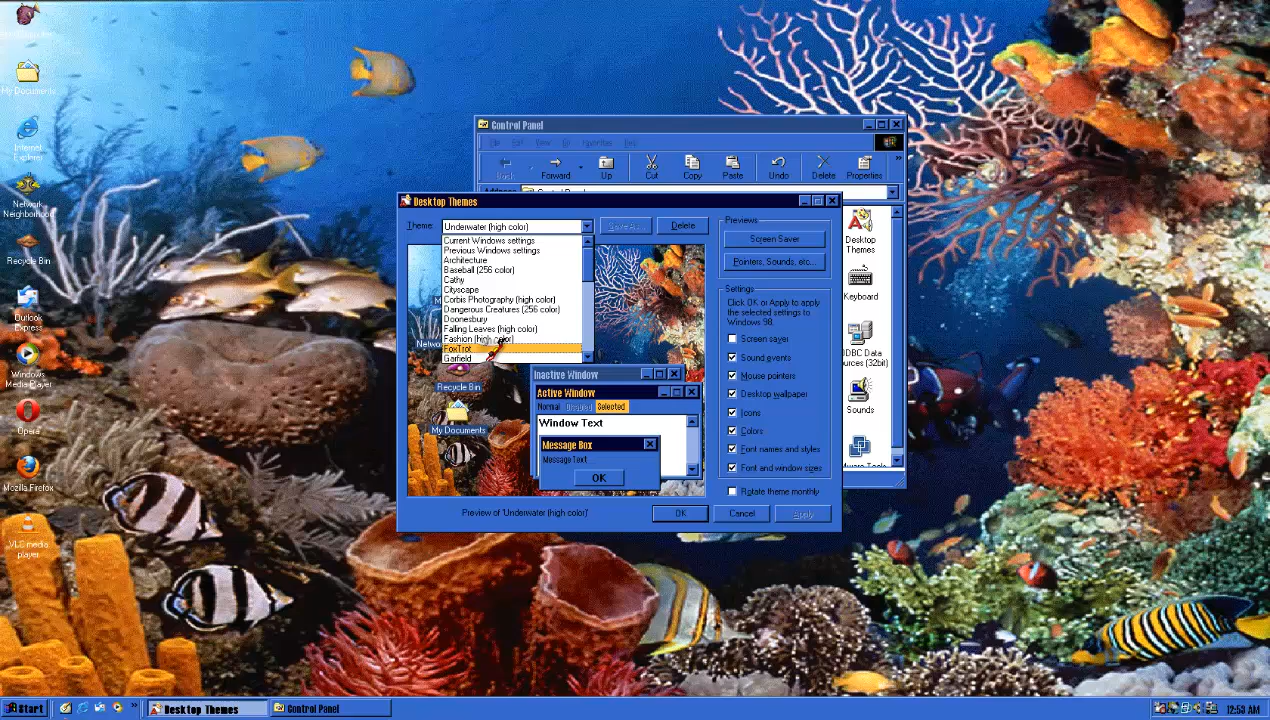 My Documents
Internet
Explorer
Network
Neighborhood
Recycle Bin
Outlook
Express
Windows
Media Player
Opera
Mozilla Firefox
VLC media
player
Control Panel
Favorites
Back
Forward
Up
Cut
Copy
Paste
Undo
Delete
Properties
Address
Desktop
Themes
Keyboard
ODBC Data
Sources
(32bit)
Sounds
Desktop Themes
Theme:
Underwater (high color)
Save As...
Delete
Current Windows settings
Previous Windows settings
Architecture
Baseball (256 color)
Cathy
Cityscape
Corbis Photography (high color)
Dangerous Creatures (256 color)
Doonesbury
Falling Leaves (high color)
Fashion (high color)
FoxTrot
Garfield
Recycle Bin
My Documents
Inactive Window
Active Window
Normal Disabled Selected
Window Text
Message Box
Message Text
OK
Preview of 'Underwater (high color)'
Previews
Screen Saver
Pointers, Sounds, etc...
Settings
Click OK or Apply to apply
the selected settings to
Windows 98.
Screen saver
Sound events
Mouse pointers
Desktop wallpaper
Icons
Colors
Font names and styles
Font and window sizes
Rotate theme monthly
OK
Cancel
Apply
Start
Desktop Themes
Control Panel
12:53 AM